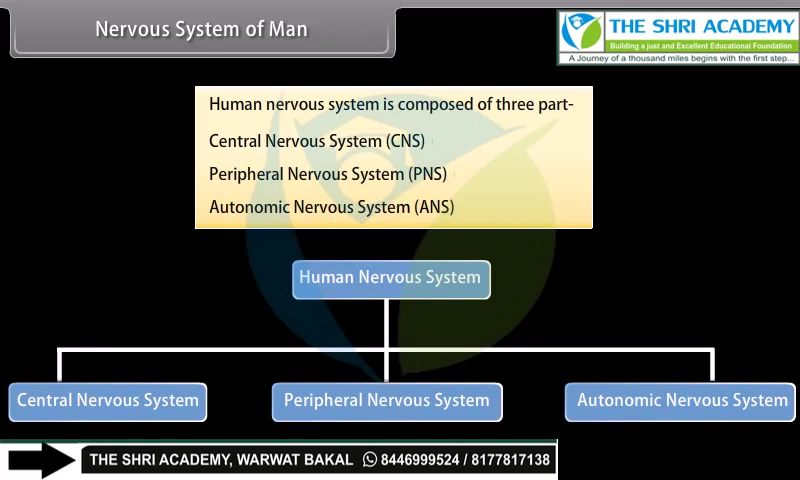 Nervous System of Man
THE SHRI ACADEMY
Building a just and Excellent Educational Foundation
A Journey of a thousand miles begins with the first step...
Human nervous system is composed of three part-
Central Nervous System (CNS)
Peripheral Nervous System (PNS)
Autonomic Nervous System (ANS)
Human Nervous System
Central Nervous System
Peripheral Nervous System
Autonomic Nervous System
THE SHRI ACADEMY, WARWAT BAKAL 8446999524 / 8177817138